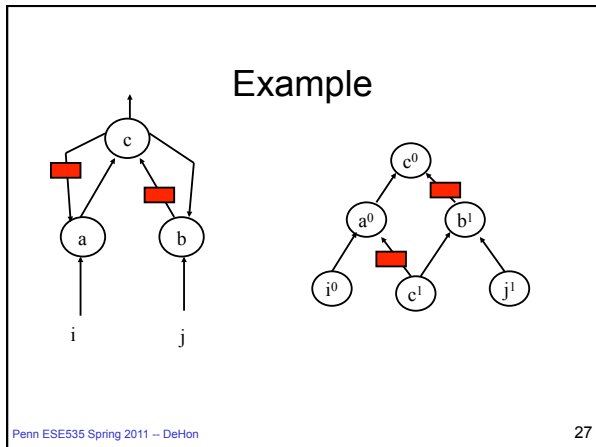 Example
c
a
b
i
j
c⁰
a⁰
b¹
i⁰
c¹
j¹
Penn ESE535 Spring 2011 -- DeHon
27